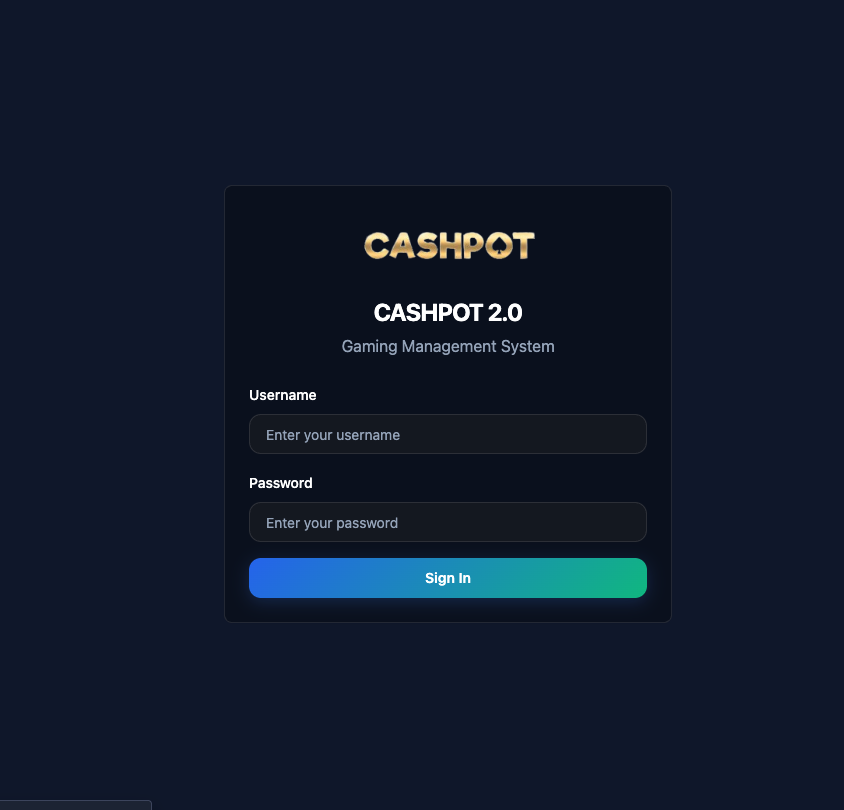 CASHPOT
CASHPOT 2.0
Gaming Management System
Username
Enter your username
Password
Enter your password
Sign In